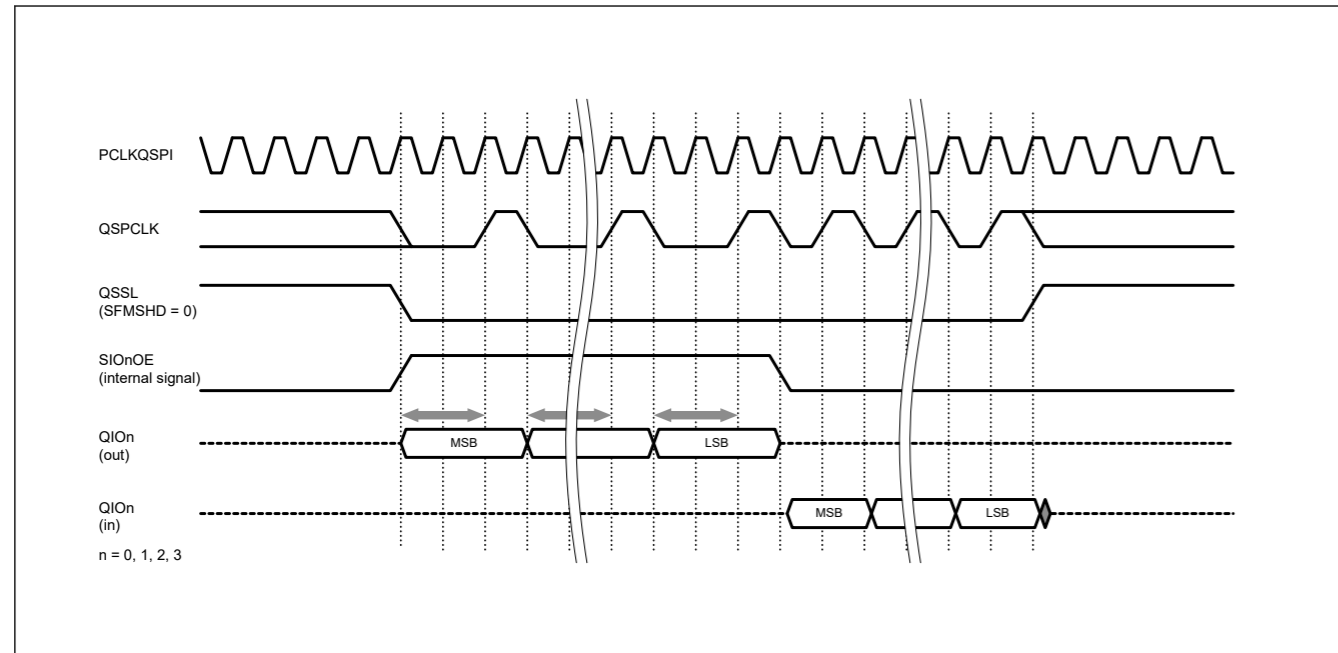 PCLKQSPI
QSPCLK
QSSL
(SFMSHD = 0)
SIOnOE
(internal signal)
QIOn
(out)
MSB
LSB
QIOn
(in)
MSB
LSB
n = 0, 1, 2, 3